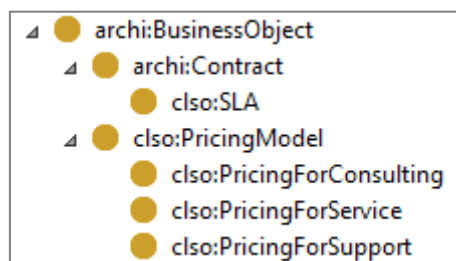 archi:BusinessObject
archi:Contract
clso:SLA
clso:PricingModel
clso:PricingForConsulting
clso:PricingForService
clso:PricingForSupport